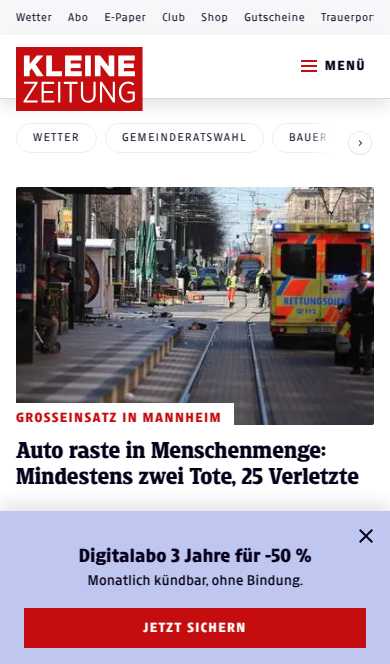 Wetter Abo E-Paper Club Shop Gutscheine Trauerpor
KLEINE
ZEITUNG
MENÜ
WETTER GEMEINDERATSWAHL BAUER
RETTUNGSDIE
GROSSEINSATZ IN MANNHEIM
Auto raste in Menschenmenge:
Mindestens zwei Tote, 25 Verletzte
Digitalabo 3 Jahre für -50 %
Monatlich kündbar, ohne Bindung.
JETZT SICHERN